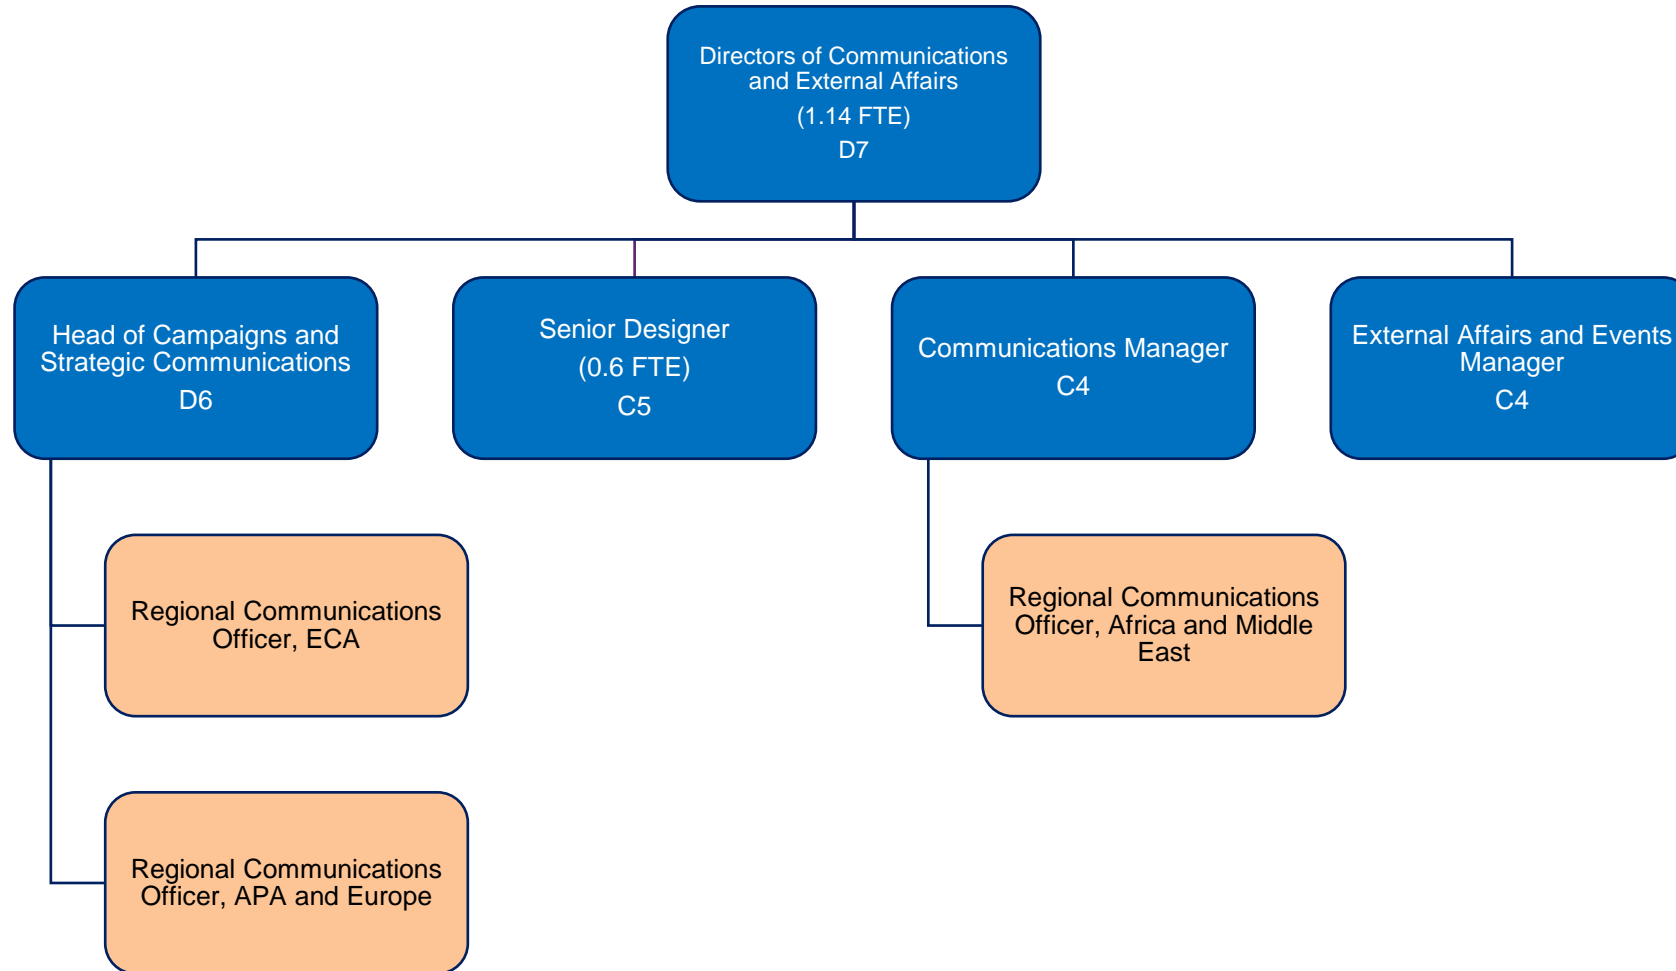 Directors of Communications
and External Affairs
(1.14 FTE)
D7
Head of Campaigns and
Strategic Communications
D6
Senior Designer
(0.6 FTE)
C5
Communications Manager
C4
External Affairs and Events
Manager
C4
Regional Communications
Officer, ECA
Regional Communications
Officer, Africa and Middle
East
Regional Communications
Officer, APA and Europe